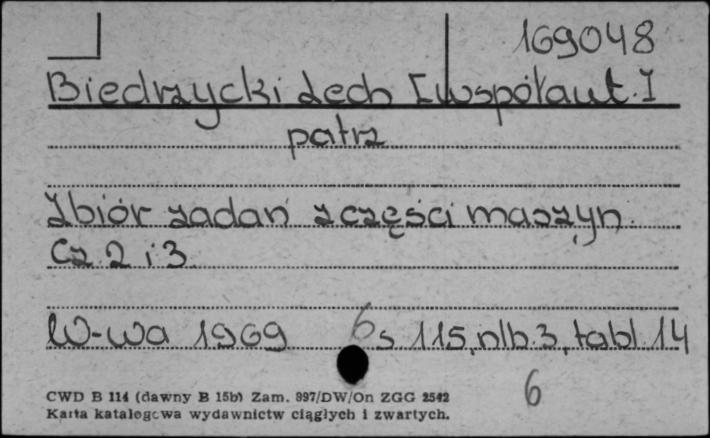 169048
Biedrzycki Lech [współaut.]
patrz
Zbiór zadań z części maszyn.
Cz. 2 i 3.
W-wa 1969 6 s 115, nlb. 3, tabl. 14
6
CWD B 114 (dawny B 15b) Zam. 997/DW/On ZGG 2542
Karta katalogowa wydawnictw ciągłych i zwartych.